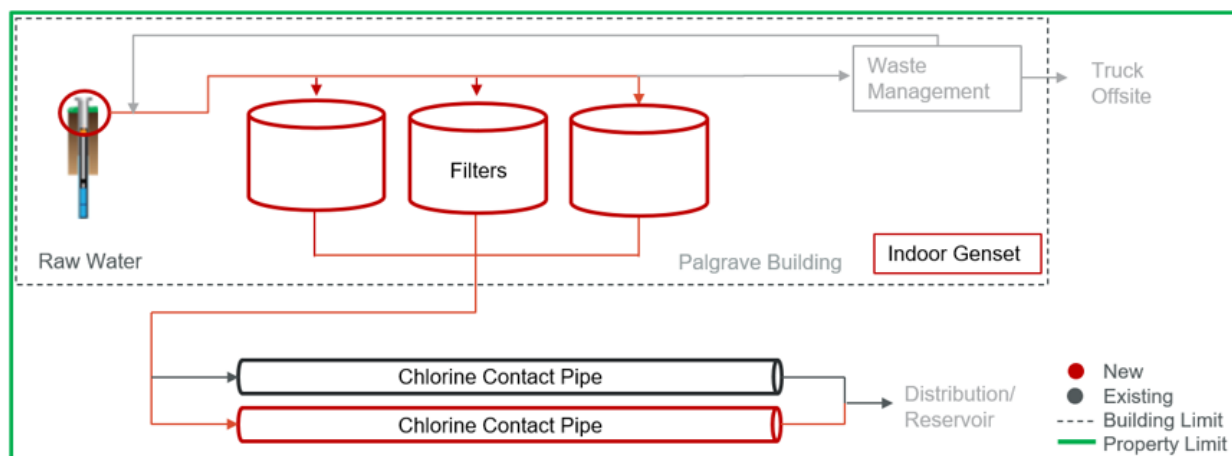 Waste
Management
Truck
Offsite
Filters
Raw Water
Palgrave Building
Indoor Genset
Chlorine Contact Pipe
Chlorine Contact Pipe
Distribution/
Reservoir
New
Existing
Building Limit
Property Limit